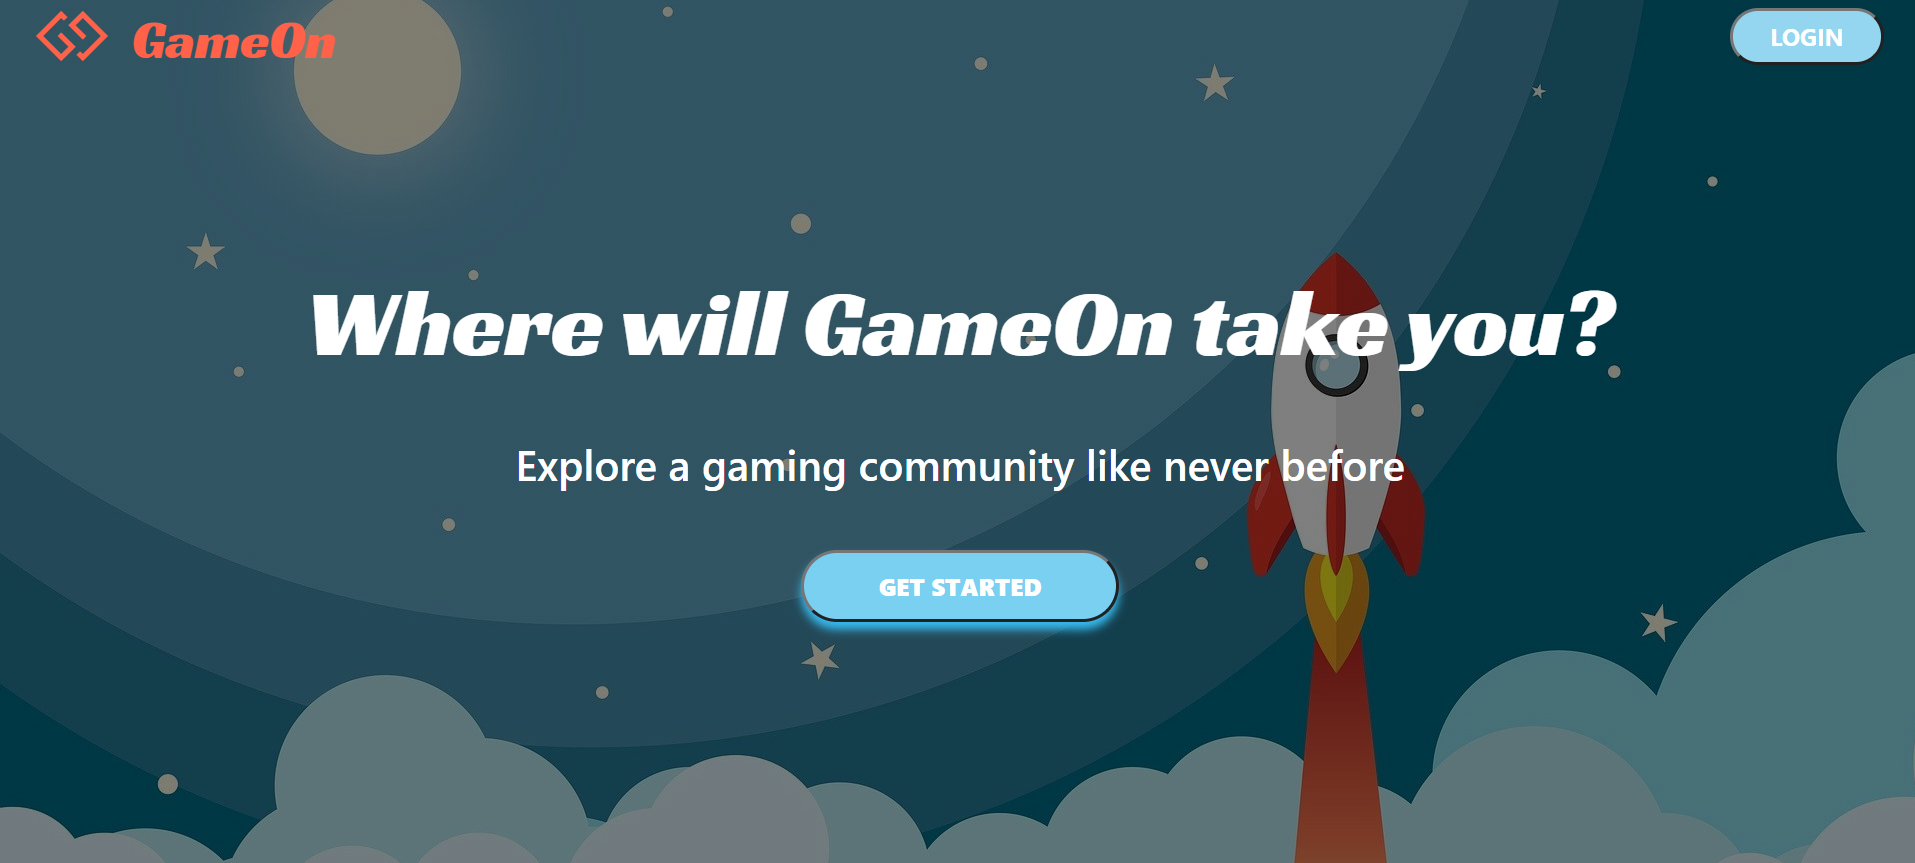 GameOn
LOGIN
Where will GameOn take you?
Explore a gaming community like never before
GET STARTED